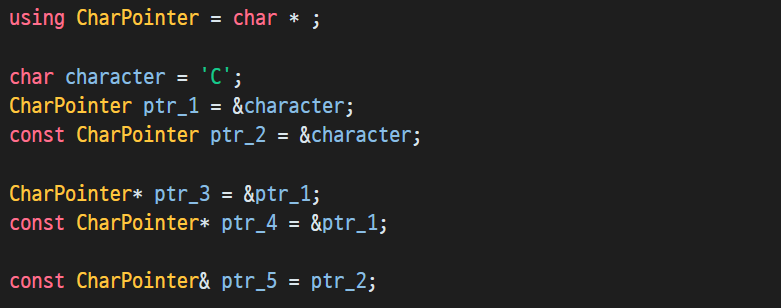 using CharPointer = char * ;
char character = 'C';
CharPointer ptr_1 = &character;
const CharPointer ptr_2 = &character;
CharPointer* ptr_3 = &ptr_1;
const CharPointer* ptr_4 = &ptr_1;
const CharPointer& ptr_5 = ptr_2;